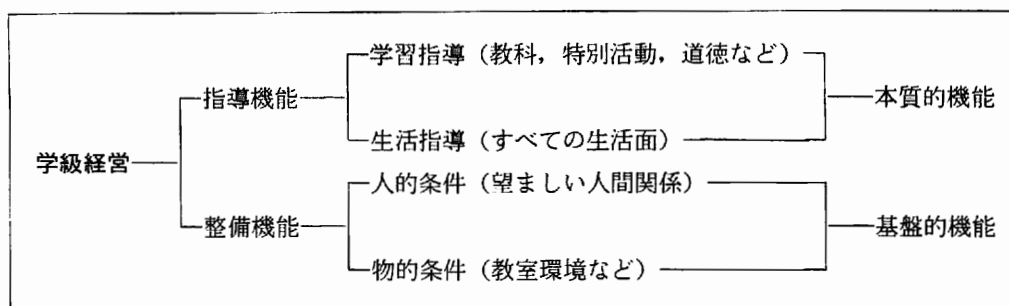 学習指導（教科，特別活動，道徳など）
指導機能
本質的機能
生活指導（すべての生活面）
学級経営
人的条件（望ましい人間関係）
整備機能
基盤的機能
物的条件（教室環境など）